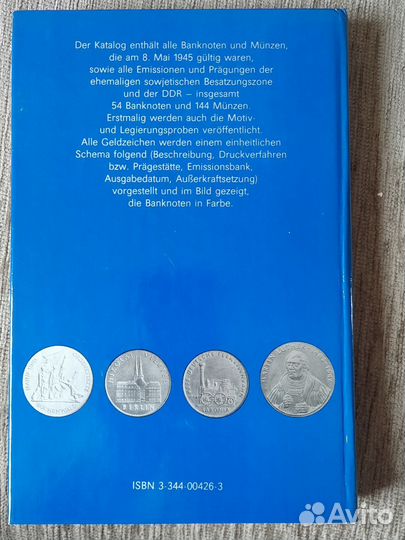 Der Katalog enthält alle Banknoten und Münzen,
die am 8. Mai 1945 gültig waren,
sowie alle Emissionen und Prägungen der
ehemaligen sowjetischen Besatzungszone
und der DDR – insgesamt
54 Banknoten und 144 Münzen.
Erstmalig werden auch die Motiv-
und Legierungsproben veröffentlicht.
Alle Geldzeichen werden einem einheitlichen
Schema folgend (Beschreibung, Druckverfahren
bzw. Prägestätte, Emissionsbank,
Ausgabedatum, Außerkraftsetzung)
vorgestellt und im Bild gezeigt,
die Banknoten in Farbe.
BERLIN
SAXONIA
MARTIN
ISBN 3-344-00426-3
Avito